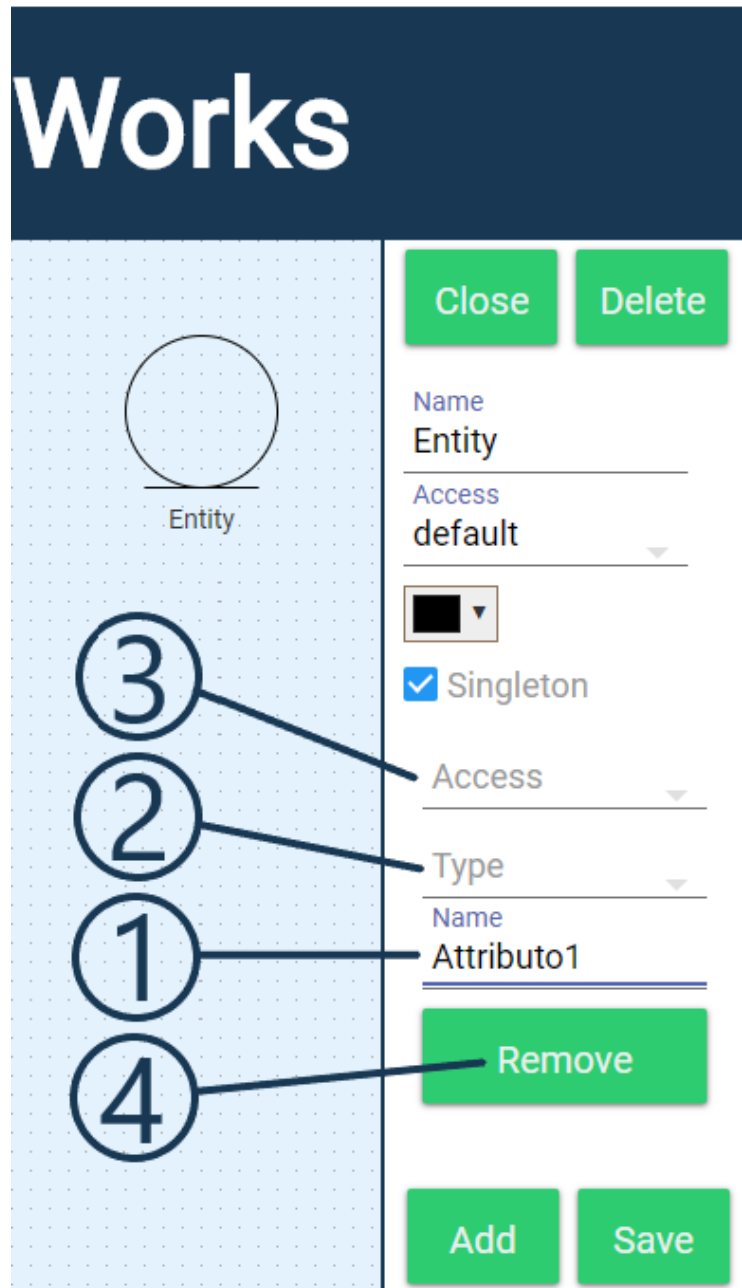 Works
Close Delete
Name
Entity
Access
default
Entity
Singleton
3
Access
2
Type
Name
1
Attributo1
4
Remove
Add Save